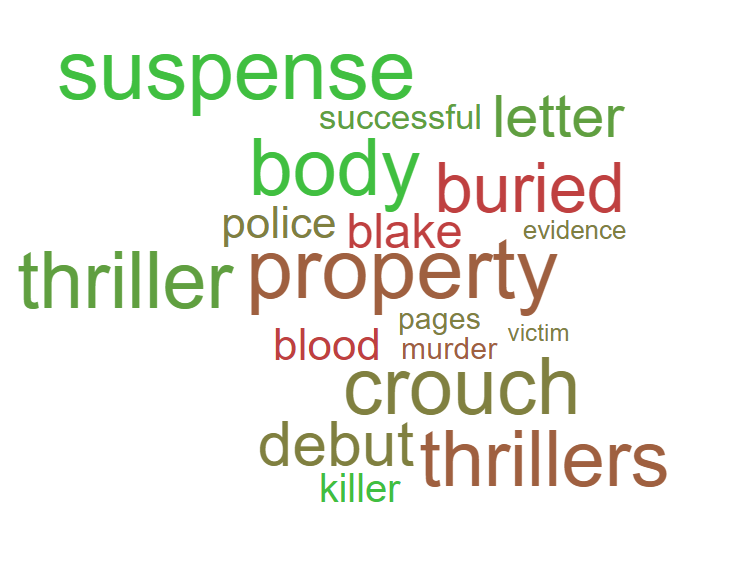 suspense
successful letter
body buried
police blake evidence
thriller property
pages victim
blood murder
crouch
debut thrillers
killer